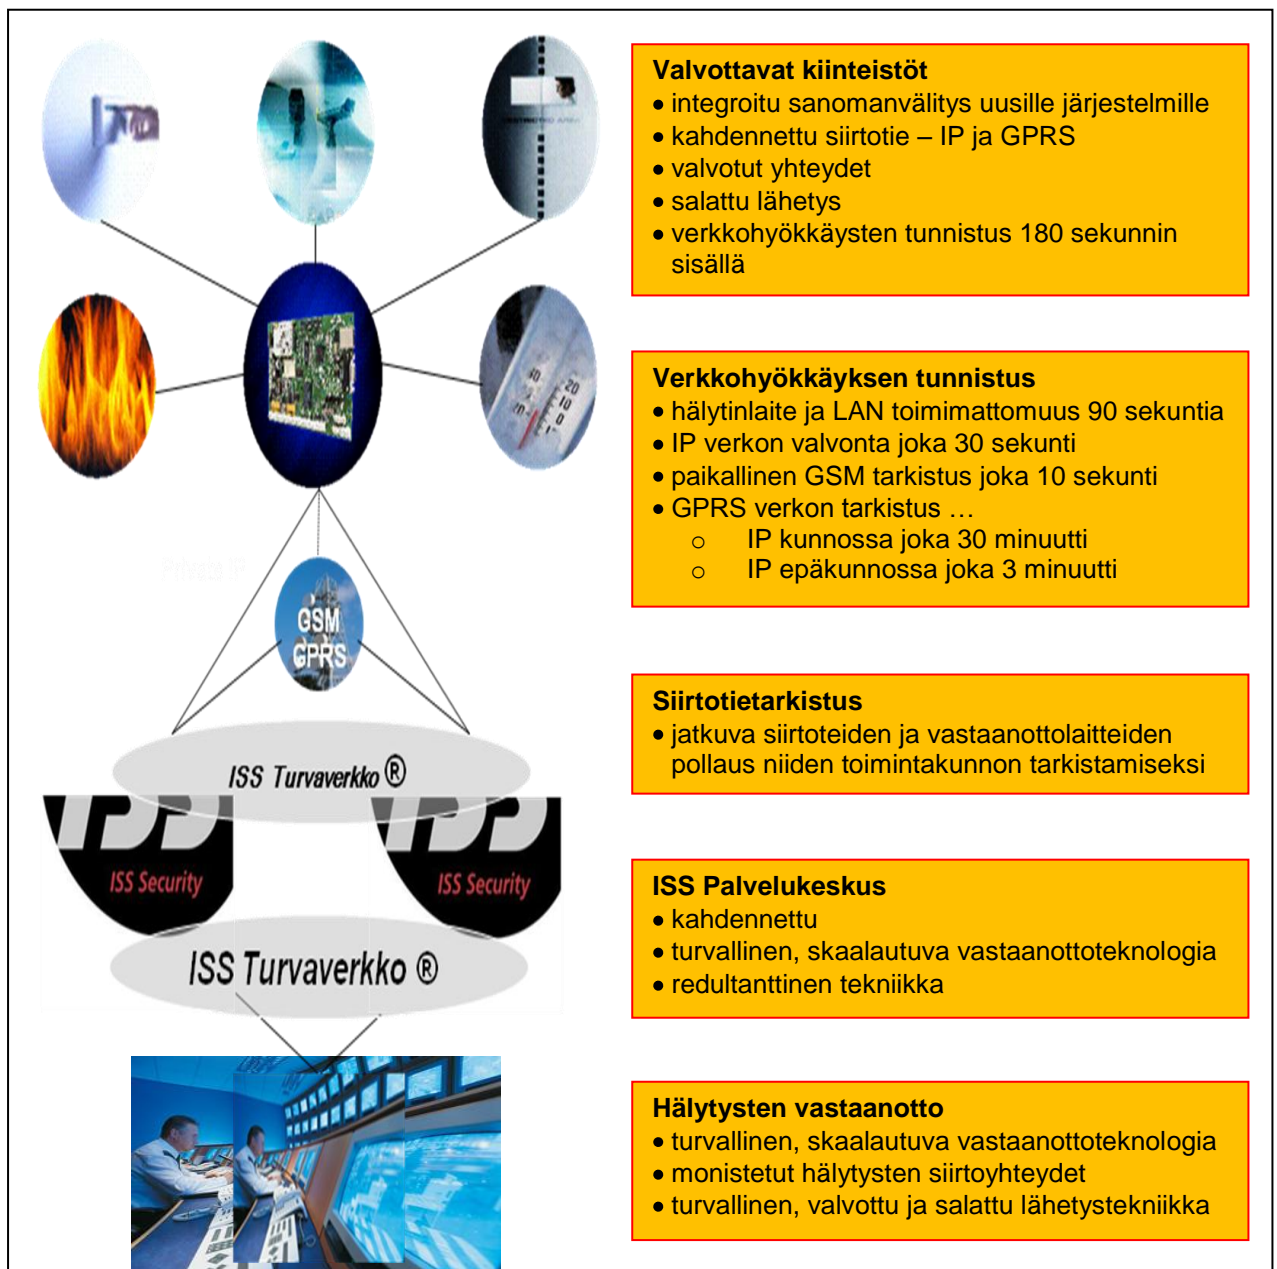 Valvottavat kiinteistöt
• integroitu sanomanvälitys uusille järjestelmille
• kahdennettu siirtotie – IP ja GPRS
• valvotut yhteydet
• salattu lähetys
• verkkohyökkäysten tunnistus 180 sekunnin
sisällä
Verkkohyökkäyksen tunnistus
• hälytinlaite ja LAN toimimattomuus 90 sekuntia
• IP verkon valvonta joka 30 sekunti
• paikallinen GSM tarkistus joka 10 sekunti
• GPRS verkon tarkistus …
o IP kunnossa joka 30 minuutti
o IP epäkunnossa joka 3 minuutti
Private IP
GSM
GPRS
Siirtotietarkistus
• jatkuva siirtoteiden ja vastaanottolaitteiden
pollaus niiden toimintakunnon tarkistamiseksi
ISS Turvaverkko ®
ISS
ISS Security
ISS
ISS Security
ISS Turvaverkko ®
ISS Palvelukeskus
• kahdennettu
• turvallinen, skaalautuva vastaanottoteknologia
• redultanttinen tekniikka
Hälytysten vastaanotto
• turvallinen, skaalautuva vastaanottoteknologia
• monistetut hälytysten siirtoyhteydet
• turvallinen, valvottu ja salattu lähetystekniikka